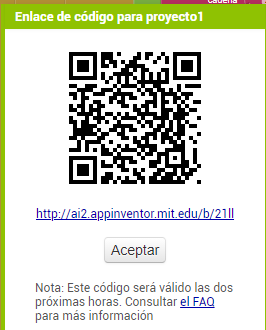 cadena
Enlace de código para proyecto1
http://ai2.appinventor.mit.edu/b/21ll
Aceptar
Nota: Este código será válido las dos
próximas horas. Consultar el FAQ
para más información